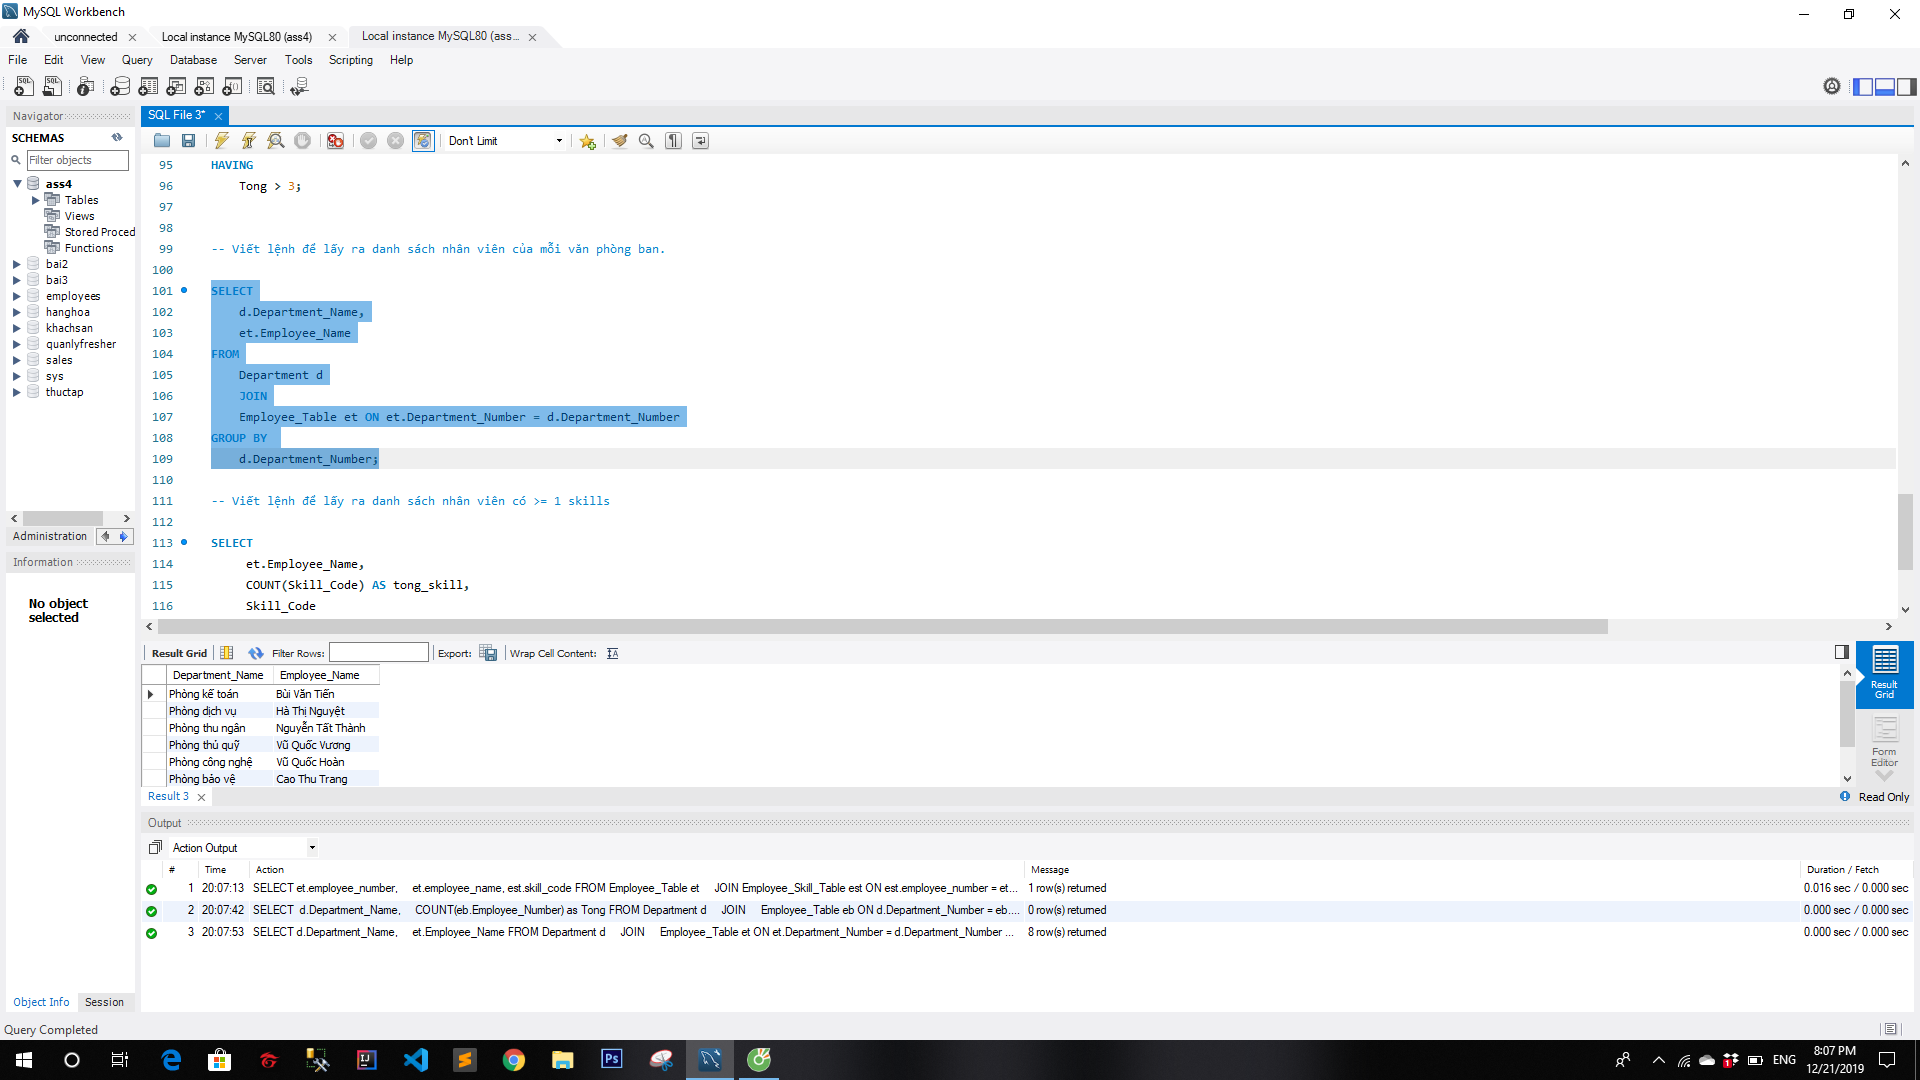 MySQL Workbench
unconnected
Local instance MySQL80 (ass4)
Local instance MySQL80 (ass...
File Edit View Query Database Server Tools Scripting Help
Navigator
SQL File 3*
SCHEMAS
Filter objects
Don't Limit
ass4
Tables
Views
Stored Proced
Functions
bai2
bai3
employees
hanghoa
khachsan
quanlyfresher
sales
sys
thuctap
Administration
Information
No object
selected
Object Info Session
95 HAVING
96 Tong > 3;
97
98
99 -- Viết lệnh để lấy ra danh sách nhân viên của mỗi văn phòng ban.
100
101 SELECT
102 d.Department_Name,
103 et.Employee_Name
104 FROM
105 Department d
106 JOIN
107 Employee_Table et ON et.Department_Number = d.Department_Number
108 GROUP BY
109 d.Department_Number;
110
111 -- Viết lệnh để lấy ra danh sách nhân viên có >= 1 skills
112
113 SELECT
114 et.Employee_Name,
115 COUNT(Skill_Code) AS tong_skill,
116 Skill_Code
Result Grid Filter Rows: Export: Wrap Cell Content:
Department_Name Employee_Name
Phòng kế toán Bùi Văn Tiến
Phòng dịch vụ Hà Thị Nguyệt
Phòng thu ngân Nguyễn Tất Thành
Phòng thủ quỹ Vũ Quốc Vương
Phòng công nghệ Vũ Quốc Hoàn
Phòng bảo vệ Cao Thu Trang
Result
Grid
Form
Editor
Result 3
Read Only
Output
Action Output
# Time Action Message Duration / Fetch
1 20:07:13 SELECT et.employee_number, et.employee_name, est.skill_code FROM Employee_Table et JOIN Employee_Skill_Table est ON est.employee_number = et... 1 row(s) returned 0.016 sec / 0.000 sec
2 20:07:42 SELECT d.Department_Name, COUNT(eb.Employee_Number) as Tong FROM Department d JOIN Employee_Table eb ON d.Department_Number = eb.... 0 row(s) returned 0.000 sec / 0.000 sec
3 20:07:53 SELECT d.Department_Name, et.Employee_Name FROM Department d JOIN Employee_Table et ON et.Department_Number = d.Department_Number ... 8 row(s) returned 0.000 sec / 0.000 sec
Query Completed
ENG
8:07 PM
12/21/2019